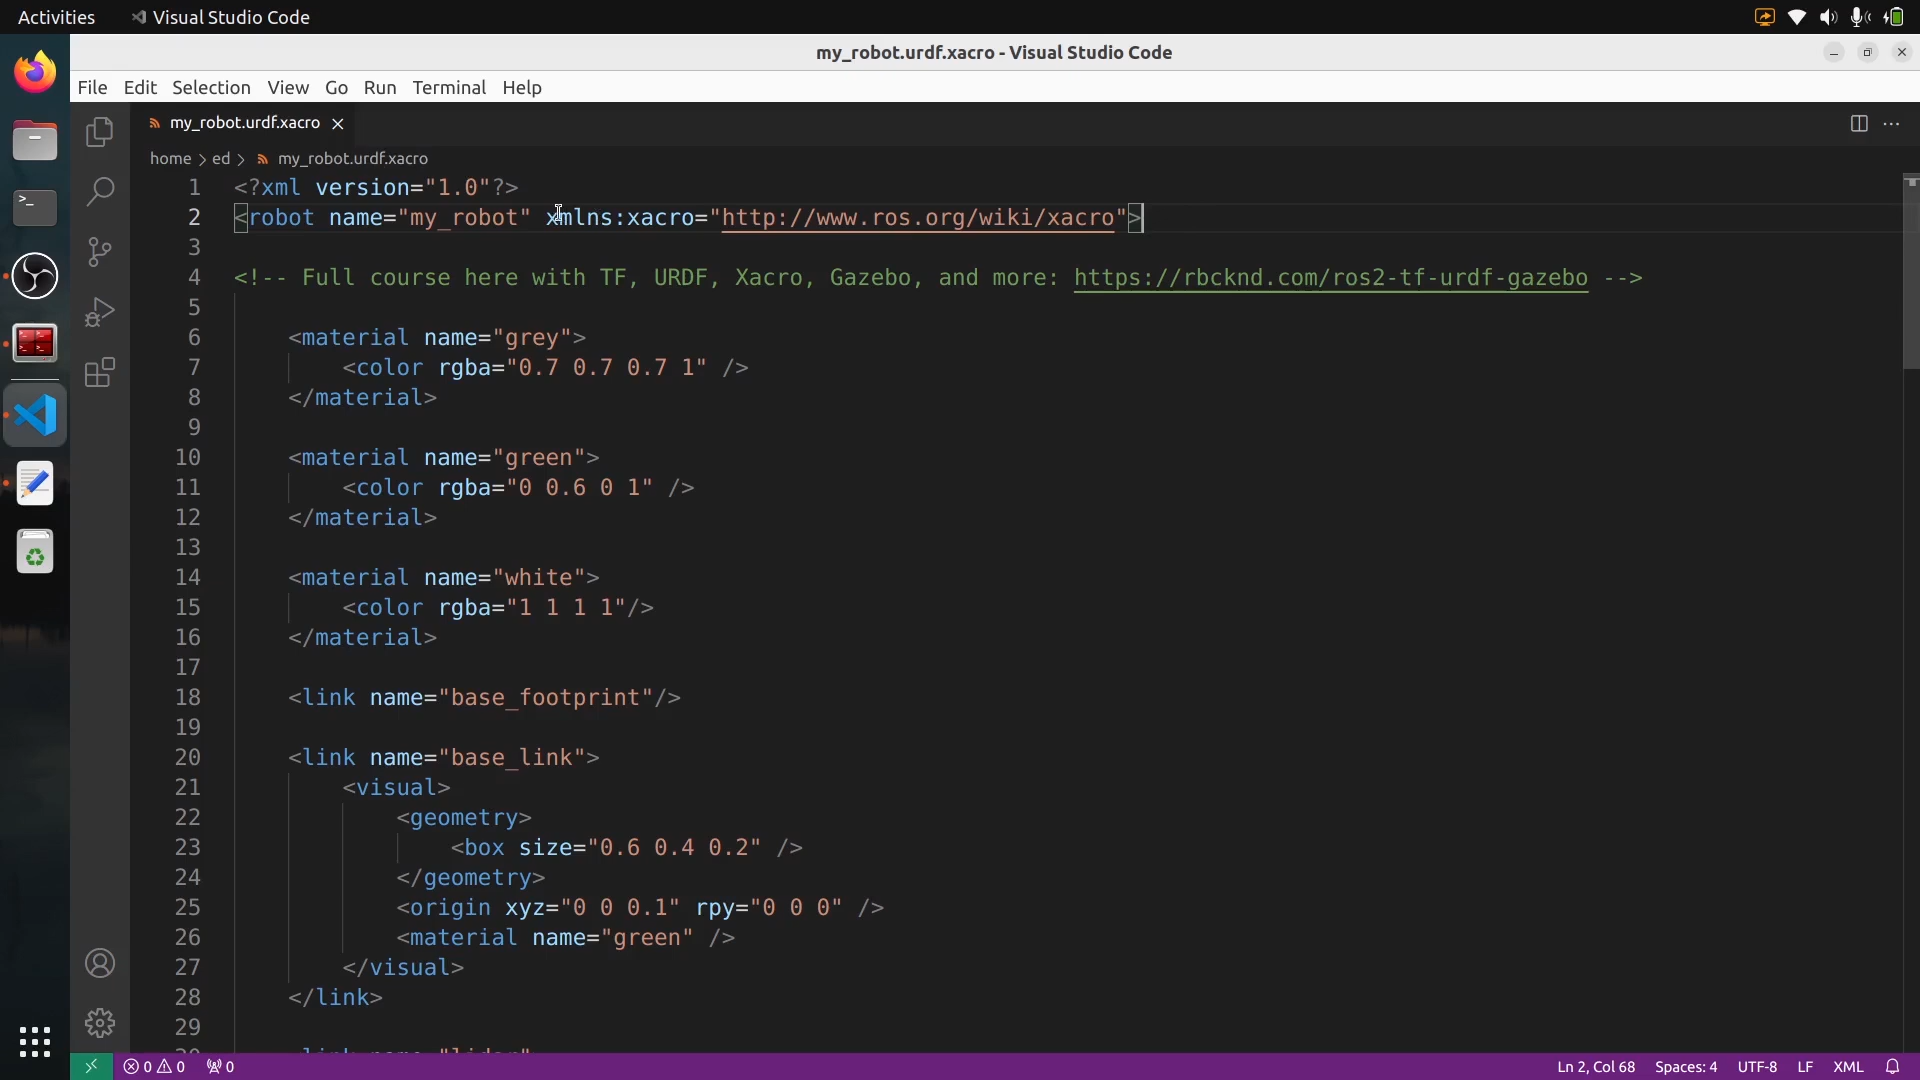 Activities Visual Studio Code
my_robot.urdf.xacro - Visual Studio Code
File Edit Selection View Go Run Terminal Help
my_robot.urdf.xacro
home > ed > my_robot.urdf.xacro
1 <?xml version="1.0"?>
2 <robot name="my_robot" xmlns:xacro="http://www.ros.org/wiki/xacro">
3
4 <!-- Full course here with TF, URDF, Xacro, Gazebo, and more: https://rbcknd.com/ros2-tf-urdf-gazebo -->
5
6 <material name="grey">
7 <color rgba="0.7 0.7 0.7 1" />
8 </material>
9
10 <material name="green">
11 <color rgba="0 0.6 0 1" />
12 </material>
13
14 <material name="white">
15 <color rgba="1 1 1 1"/>
16 </material>
17
18 <link name="base_footprint"/>
19
20 <link name="base_link">
21 <visual>
22 <geometry>
23 <box size="0.6 0.4 0.2" />
24 </geometry>
25 <origin xyz="0 0 0.1" rpy="0 0 0" />
26 <material name="green" />
27 </visual>
28 </link>
29
0 0 0 Ln 2, Col 68 Spaces: 4 UTF-8 LF XML